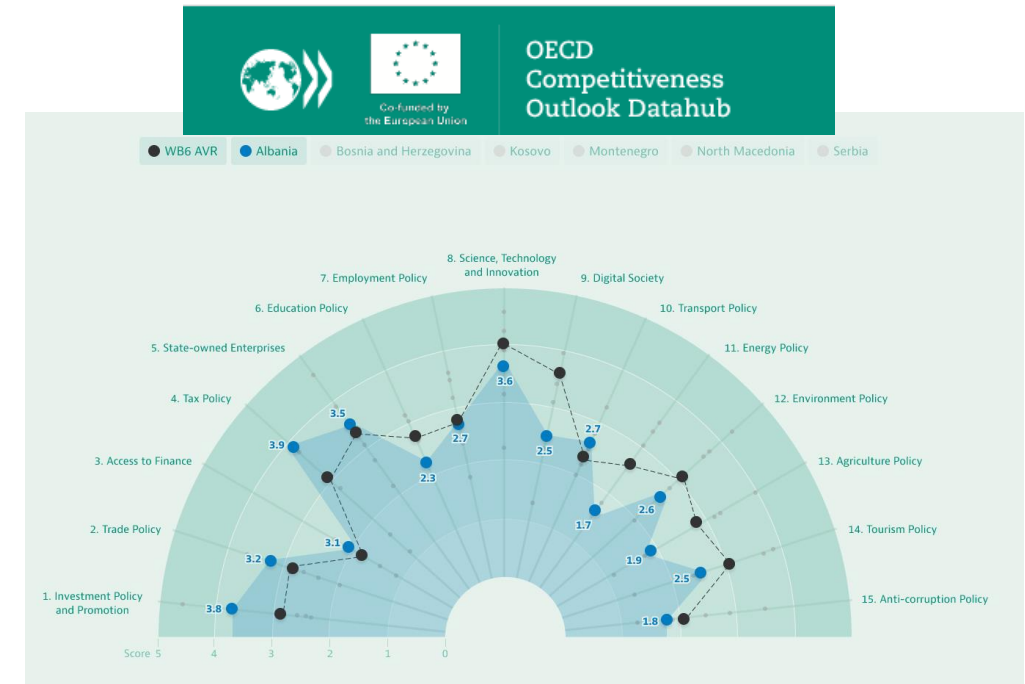 OECD
Competitiveness
Outlook Datahub
Co-funded by
the European Union
WB6 AVR
Albania
Bosnia and Herzegovina
Kosovo
Montenegro
North Macedonia
Serbia
8. Science, Technology
and Innovation
7. Employment Policy
9. Digital Society
6. Education Policy
10. Transport Policy
5. State-owned Enterprises
11. Energy Policy
4. Tax Policy
12. Environment Policy
3. Access to Finance
13. Agriculture Policy
2. Trade Policy
14. Tourism Policy
1. Investment Policy
and Promotion
15. Anti-corruption Policy
3.8
3.2
3.1
3.9
3.5
2.3
2.7
3.6
2.5
2.7
1.7
2.6
1.9
2.5
1.8
Score 5 4 3 2 1 0